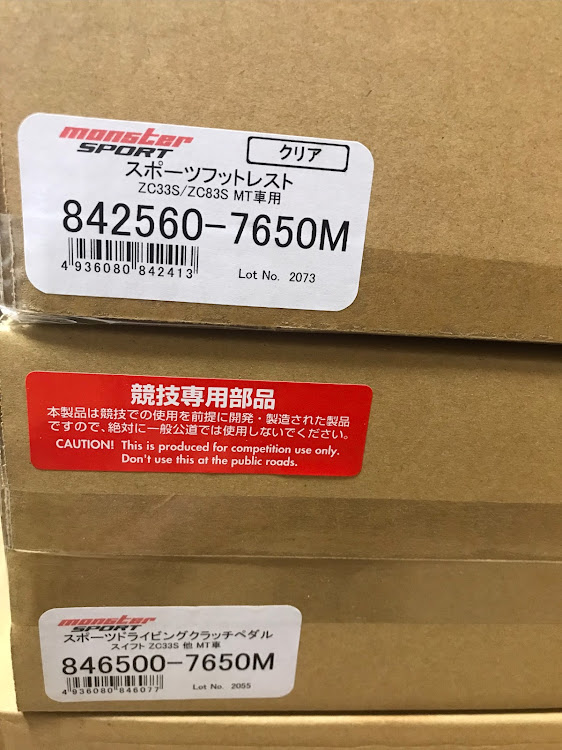 monster
SPORT
クリア
スポーツフットレスト
ZC33S/ZC83S MT車用
842560-7650M
4 936080 842413
Lot No. 2073
競技専用部品
本製品は競技での使用を前提に開発・製造された製品
ですので、絶対に一般公道では使用しないでください。
CAUTION! This is produced for competition use only.
Don't use this at the public roads.
monster
SPORT
スポーツドライビングクラッチペダル
スイフト ZC33S 他 MT車
846500-7650M
4 936080 846077
Lot No. 2055